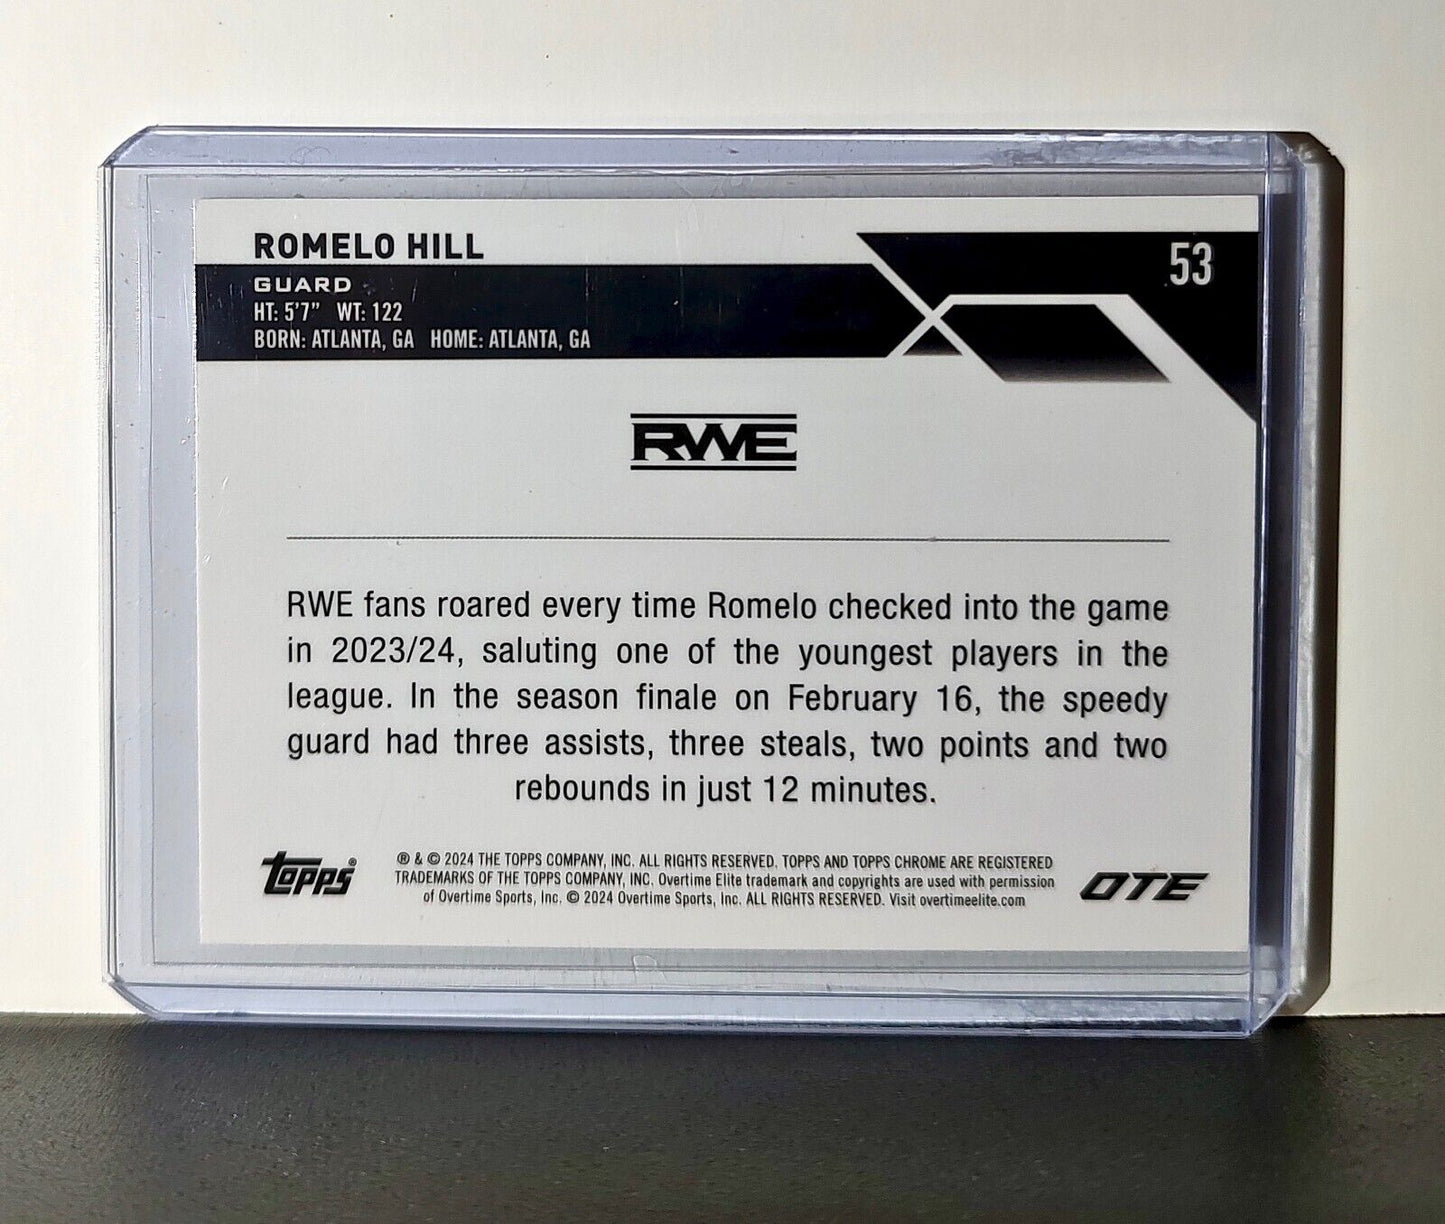 ROMELO HILL
53
GUARD
HT: 5'7" WT: 122
BORN: ATLANTA, GA HOME: ATLANTA, GA
RWE
RWE fans roared every time Romelo checked into the game
in 2023/24, saluting one of the youngest players in the
league. In the season finale on February 16, the speedy
guard had three assists, three steals, two points and two
rebounds in just 12 minutes.
topps®
® & © 2024 THE TOPPS COMPANY, INC. ALL RIGHTS RESERVED. TOPPS AND TOPPS CHROME ARE REGISTERED
TRADEMARKS OF THE TOPPS COMPANY, INC. Overtime Elite trademark and copyrights are used with permission
of Overtime Sports, Inc. © 2024 Overtime Sports, Inc. ALL RIGHTS RESERVED. Visit overtimeelite.com
OTE